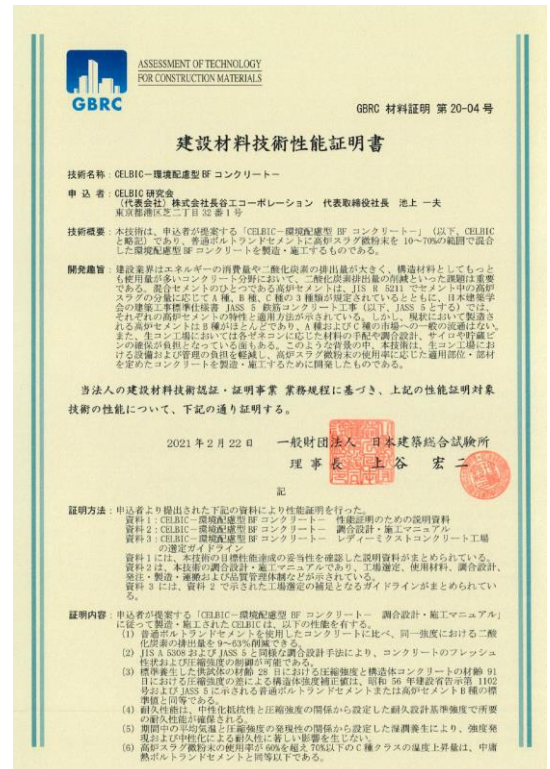 ASSESSMENT OF TECHNOLOGY
FOR CONSTRUCTION MATERIALS
GBRC
GBRC 材料証明 第20-04号
建設材料技術性能証明書
技術名称：CELBIC－環境配慮型 BF コンクリート－
申 込 者：CELBIC 研究会
（代表会社）株式会社長谷工コーポレーション 代表取締役社長 池上 一夫
東京都港区芝二丁目 32 番 1 号
技術概要：本技術は、申込者が提案する「CELBIC－環境配慮型 BF コンクリート－」（以下、CELBIC
と略記）であり、普通ポルトランドセメントに高炉スラグ微粉末を 10～70%の範囲で混合
した環境配慮型 BF コンクリートを製造・施工するものである。
開発趣旨：建設業界はエネルギーの消費量や二酸化炭素の排出量が大きく、構造材料としてもっと
も使用量が多いコンクリート分野において、二酸化炭素排出量の削減といった課題は重要
である。混合セメントのひとつである高炉セメントは、JIS R 5211 でセメント中の高炉
スラグの分量に応じて A 種、B 種、C 種の 3 種類が規定されているとともに、日本建築学
会の建築工事標準仕様書 JASS 5 鉄筋コンクリート工事（以下、JASS 5 とする）では、
それぞれの高炉セメントの特性と適用方法が示されている。しかし、現状において製造さ
れる高炉セメントは B 種がほとんどであり、A 種および C 種の市場への一般の流通はない。
また、生コン工場においては各ゼネコンに応じた材料の手配や調合設計、サイロや貯蔵ビ
ンの確保が負担となっている面もある。このような背景の中、本技術は、生コン工場にお
ける設備および管理の負担を軽減し、高炉スラグ微粉末の使用率に応じた適用部位・部材
を定めたコンクリートを製造・施工するために開発したものである。
当法人の建設材料技術認証・証明事業 業務規程に基づき、上記の性能証明対象
技術の性能について、下記の通り証明する。
2021 年 2 月 22 日 一般財団法人 日本建築総合試験所
理 事 長 上 谷 宏 二
記
証明方法：申込者より提出された下記の資料により性能証明を行った。
資料 1：CELBIC－環境配慮型 BF コンクリート－ 性能証明のための説明資料
資料 2：CELBIC－環境配慮型 BF コンクリート－ 調合設計・施工マニュアル
資料 3：CELBIC－環境配慮型 BF コンクリート－ レディーミクストコンクリート工場
の選定ガイドライン
資料 1 には、本技術の目標性能達成の妥当性を確認した説明資料がまとめられている。
資料 2 は、本技術の調合設計・施工マニュアルであり、工場選定、使用材料、調合設計、
発注・製造・運搬および品質管理体制などが示されている。
資料 3 には、資料 2 で示された工場選定の補足となるガイドラインがまとめられてい
る。
証明内容：申込者が提案する「CELBIC－環境配慮型 BF コンクリート－ 調合設計・施工マニュアル」
に従って製造・施工された CELBIC は、以下の性能を有する。
(1) 普通ポルトランドセメントを使用したコンクリートに比べ、同一強度における二酸
化炭素の排出量を 9～63%削減できる。
(2) JIS A 5308 および JASS 5 と同様な調合設計手法により、コンクリートのフレッシュ
性状および圧縮強度の制御が可能である。
(3) 標準養生した供試体の材齢 28 日における圧縮強度と構造体コンクリートの材齢 91
日における圧縮強度の差による構造体強度補正値は、昭和 56 年建設省告示第 1102
号および JASS 5 に示される普通ポルトランドセメントまたは高炉セメント B 種の標
準値と同等である。
(4) 耐久性能は、中性化抵抗性と圧縮強度の関係から設定した耐久設計基準強度で所要
の耐久性能が確保される。
(5) 期間中の平均気温と圧縮強度の発現性の関係から設定した湿潤養生により、強度発
現および中性化による耐久性に著しい影響を生じない。
(6) 高炉スラグ微粉末の使用率が 60%を超え 70%以下の C 種クラスの温度上昇量は、中庸
熱ポルトランドセメントと同等以下である。